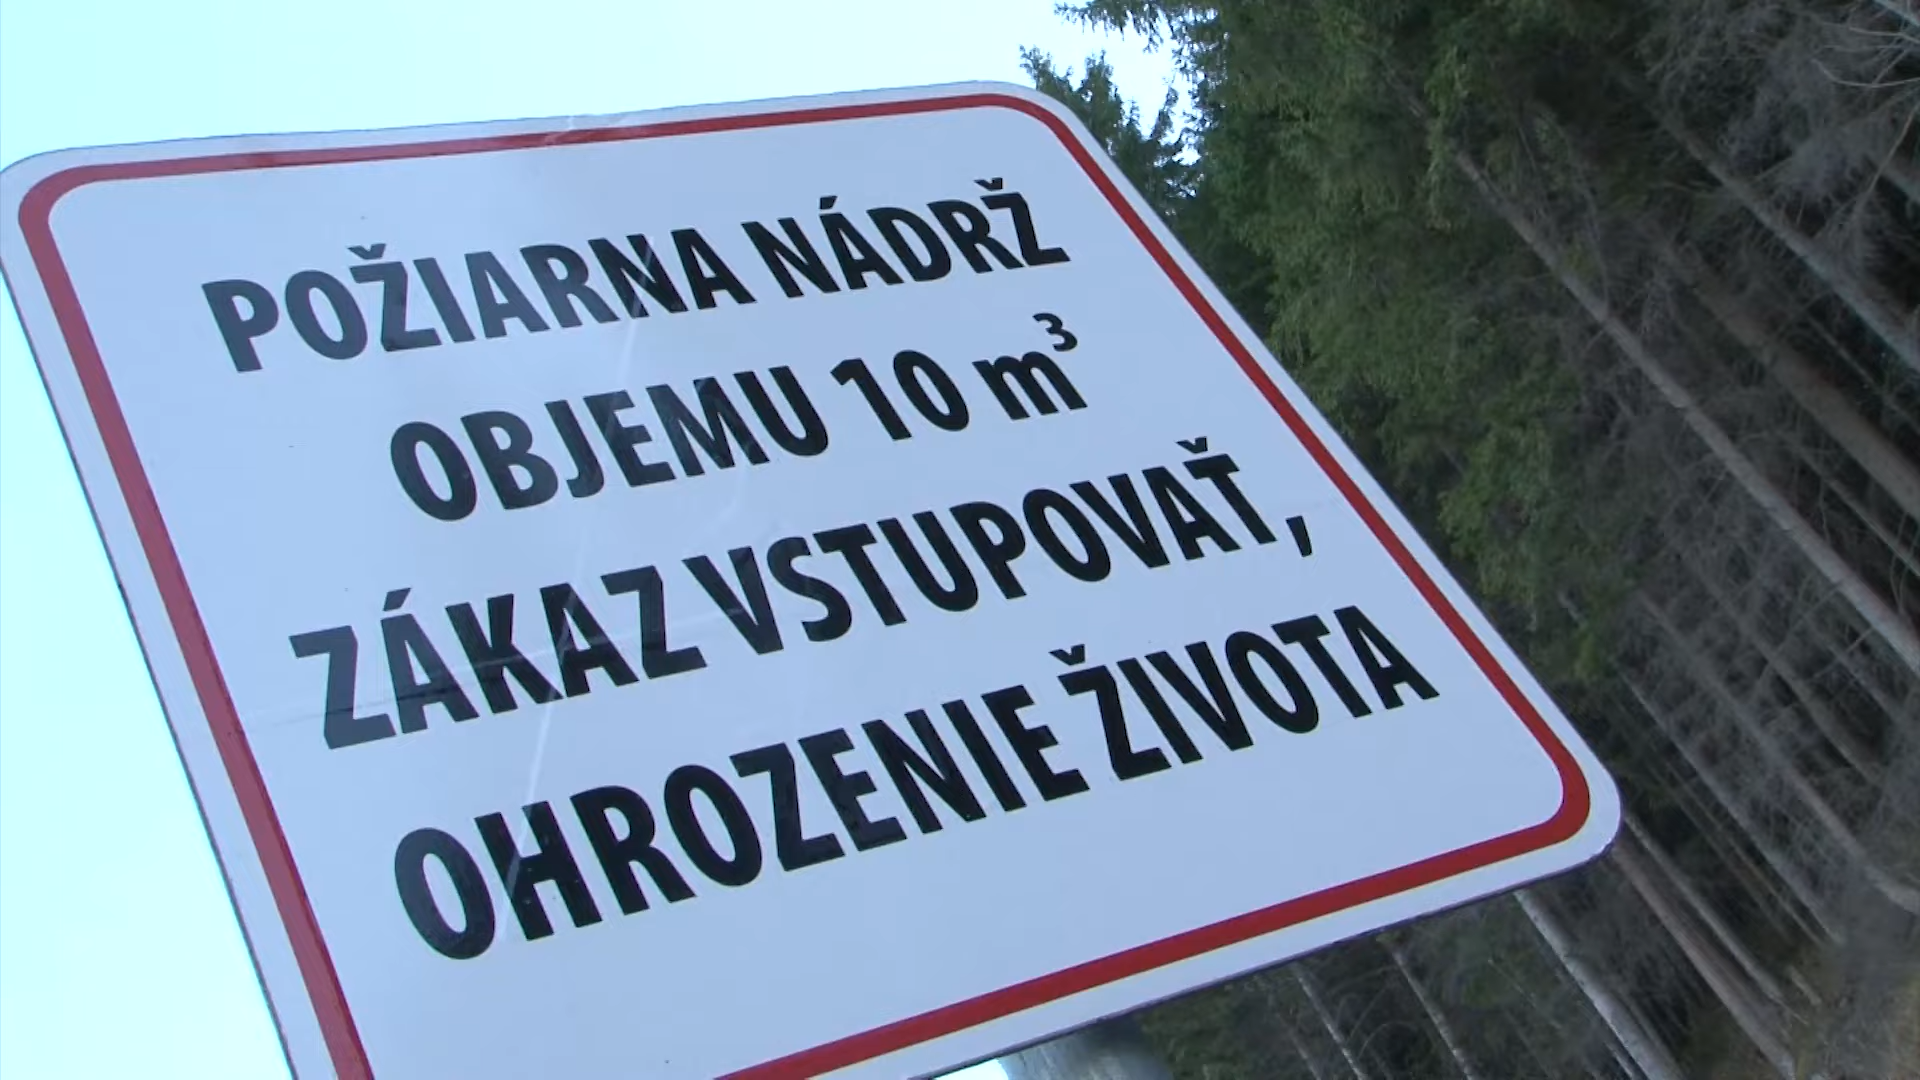 POŽIARNA NÁDRŽ
OBJEMU 10 m³
ZÁKAZ VSTUPOVAŤ,
OHROZENIE ŽIVOTA